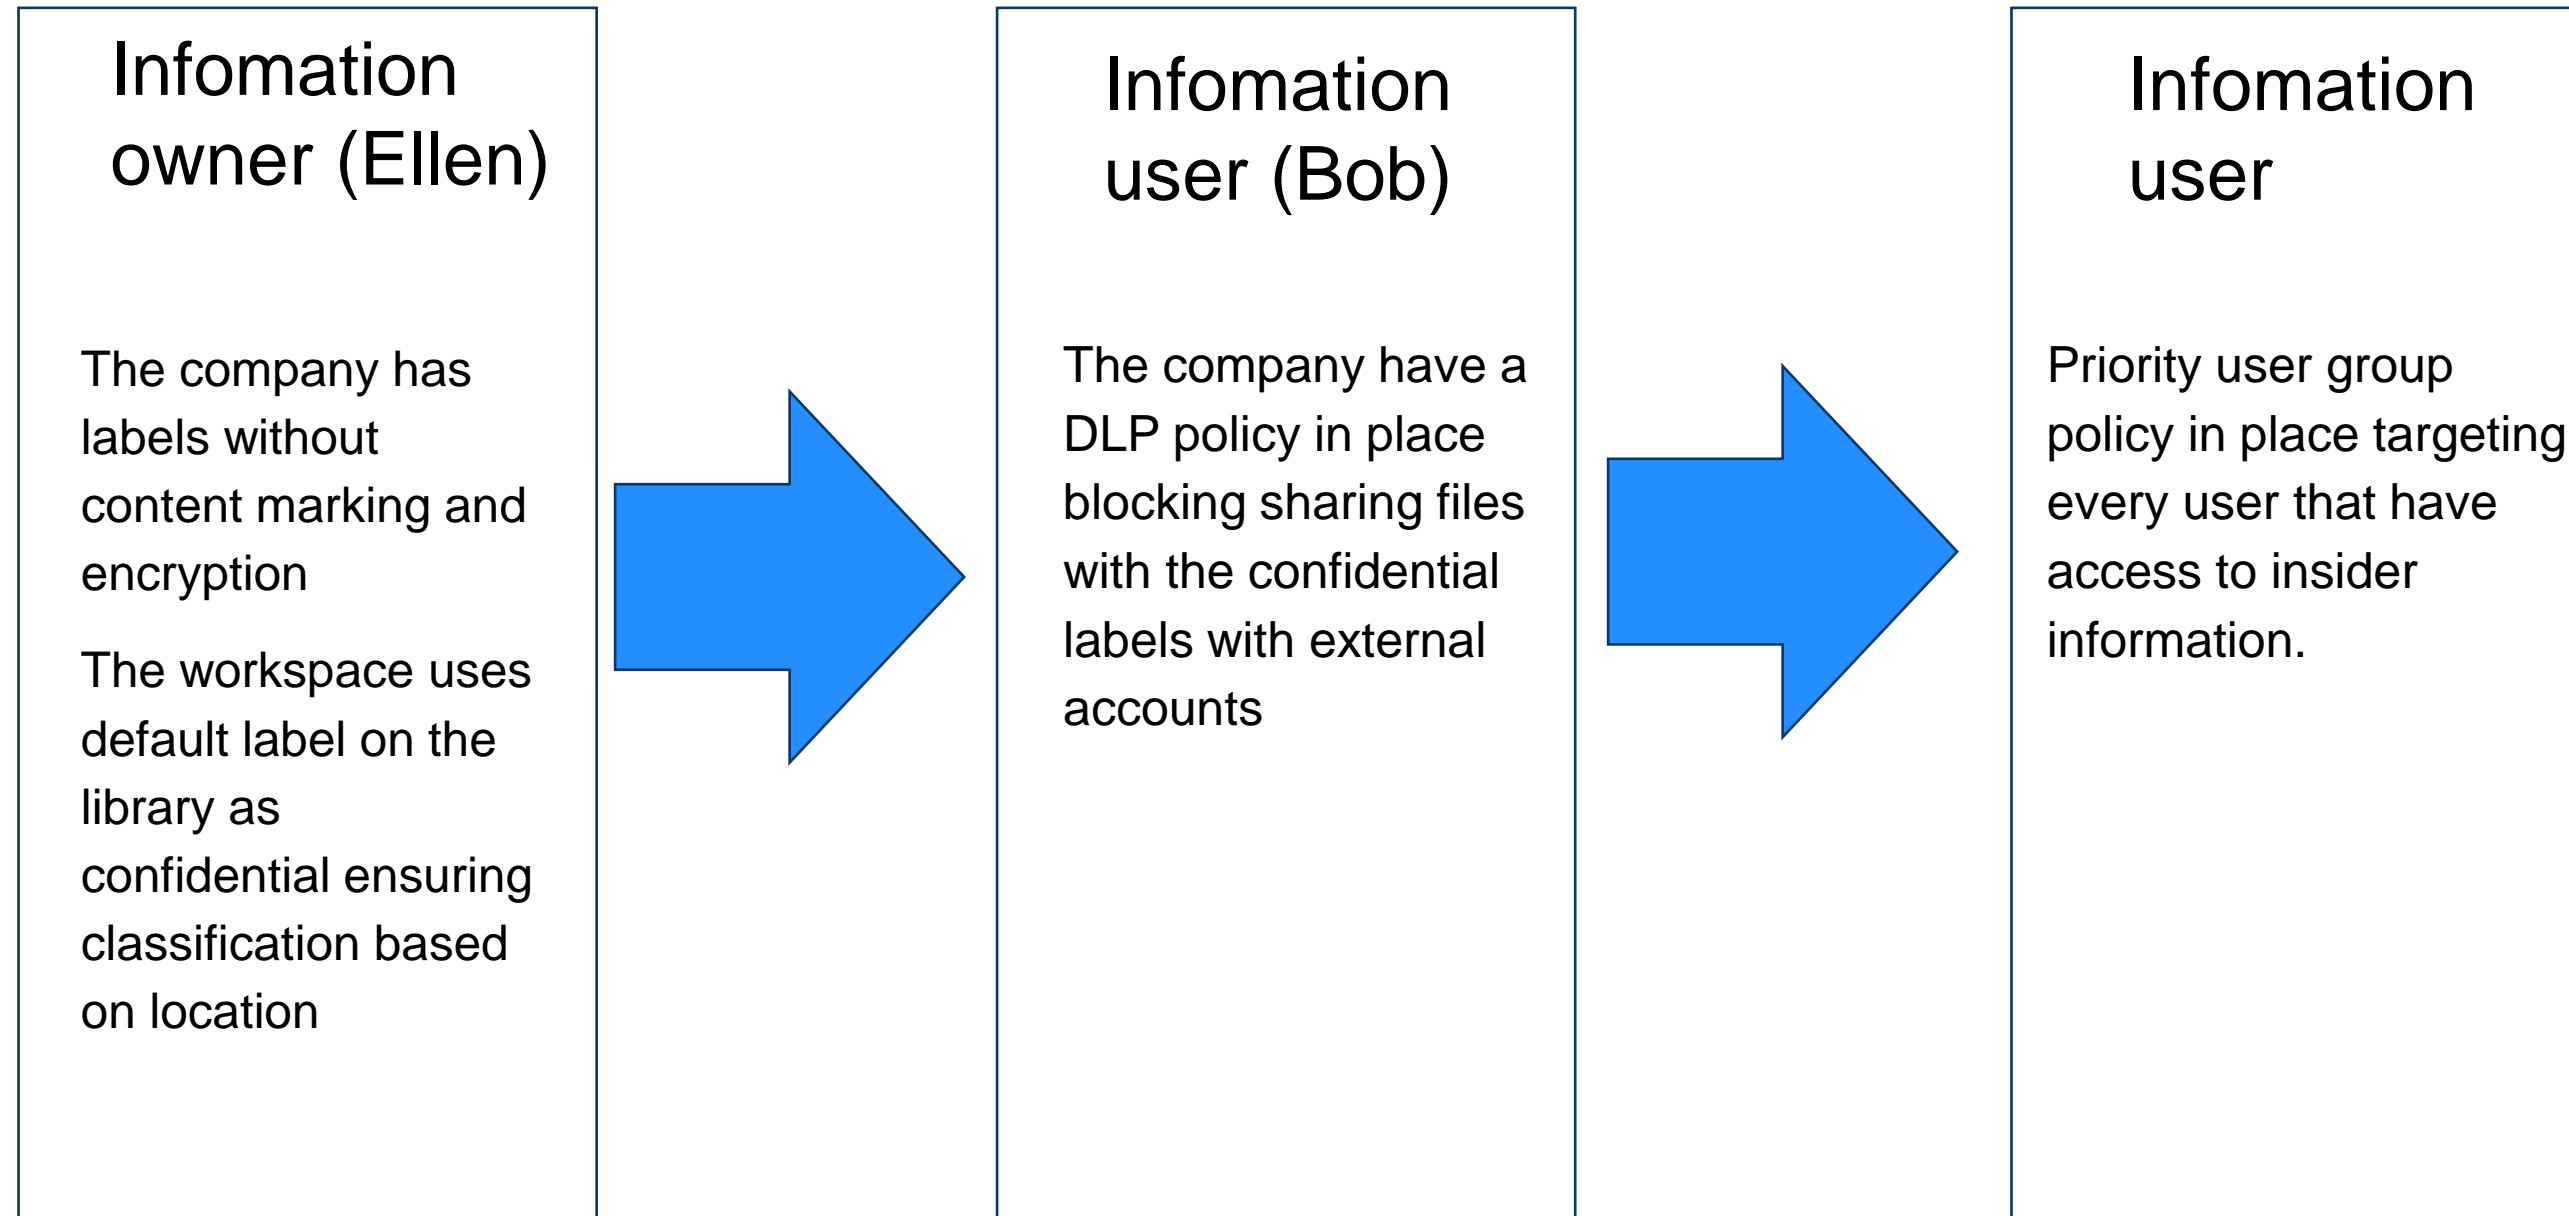 Infomation
owner (Ellen)
The company has
labels without
content marking and
encryption
The workspace uses
default label on the
library as
confidential ensuring
classification based
on location
Infomation
user (Bob)
The company have a
DLP policy in place
blocking sharing files
with the confidential
labels with external
accounts
Infomation
user
Priority user group
policy in place targeting
every user that have
access to insider
information.